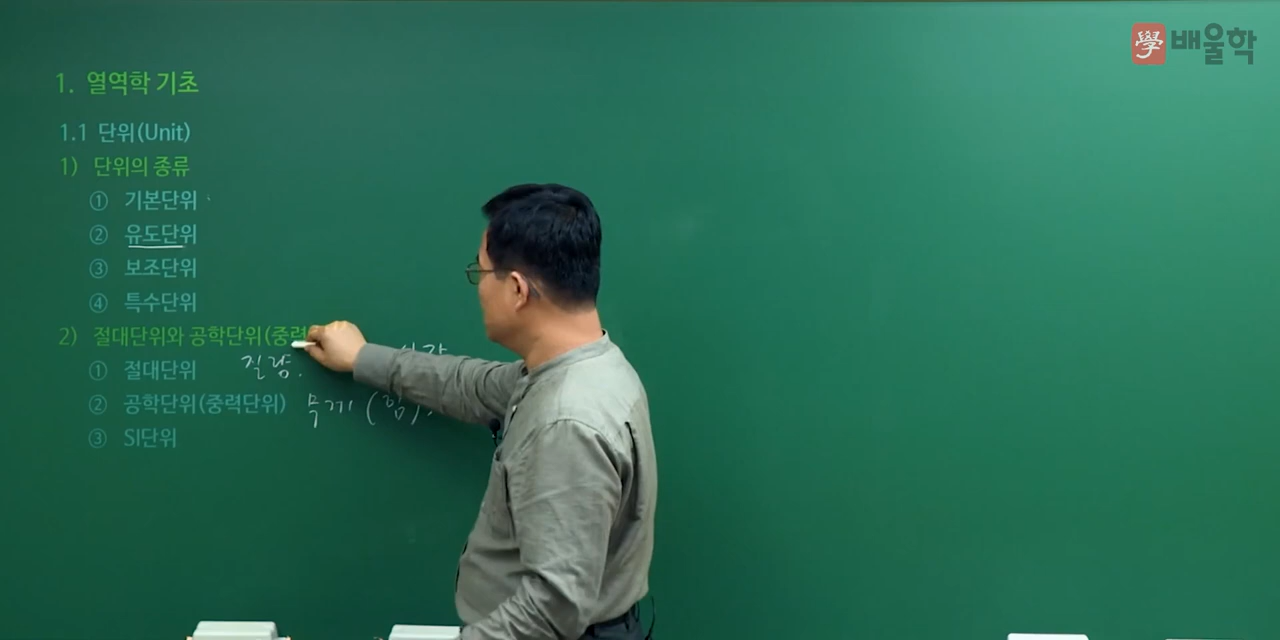 學 배울학
1. 열역학 기초
1.1 단위(Unit)
1) 단위의 종류
① 기본단위
② 유도단위
③ 보조단위
④ 특수단위
2) 절대단위와 공학단위(중력
① 절대단위 질량.
② 공학단위(중력단위) 무게 (힘),
③ SI단위